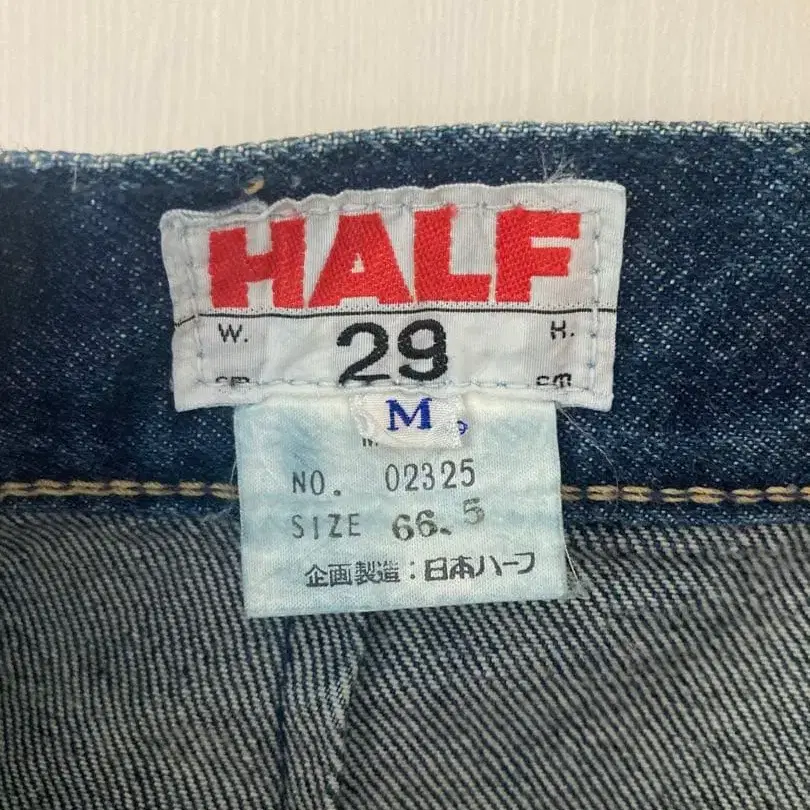 HALF
W. 29 H.
cm cm
M
NO. 02325
SIZE 66.5
企画製造:日本ハーフ